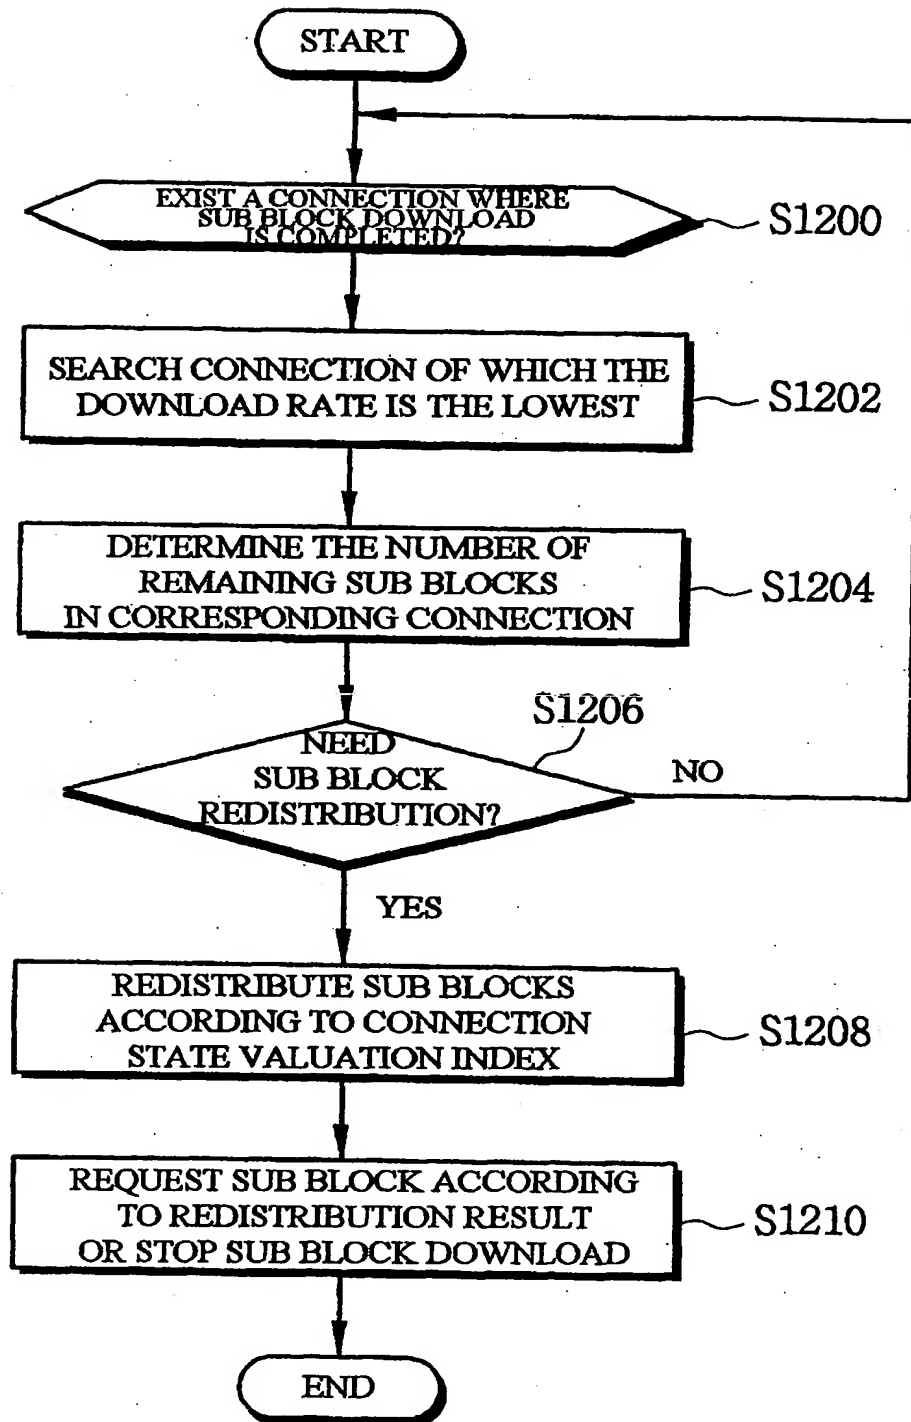 START
EXIST A CONNECTION WHERE
SUB BLOCK DOWNLOAD
IS COMPLETED?
S1200
SEARCH CONNECTION OF WHICH THE
DOWNLOAD RATE IS THE LOWEST
S1202
DETERMINE THE NUMBER OF
REMAINING SUB BLOCKS
IN CORRESPONDING CONNECTION
S1204
S1206
NEED
SUB BLOCK
REDISTRIBUTION?
NO
YES
REDISTRIBUTE SUB BLOCKS
ACCORDING TO CONNECTION
STATE VALUATION INDEX
S1208
REQUEST SUB BLOCK ACCORDING
TO REDISTRIBUTION RESULT
OR STOP SUB BLOCK DOWNLOAD
S1210
END